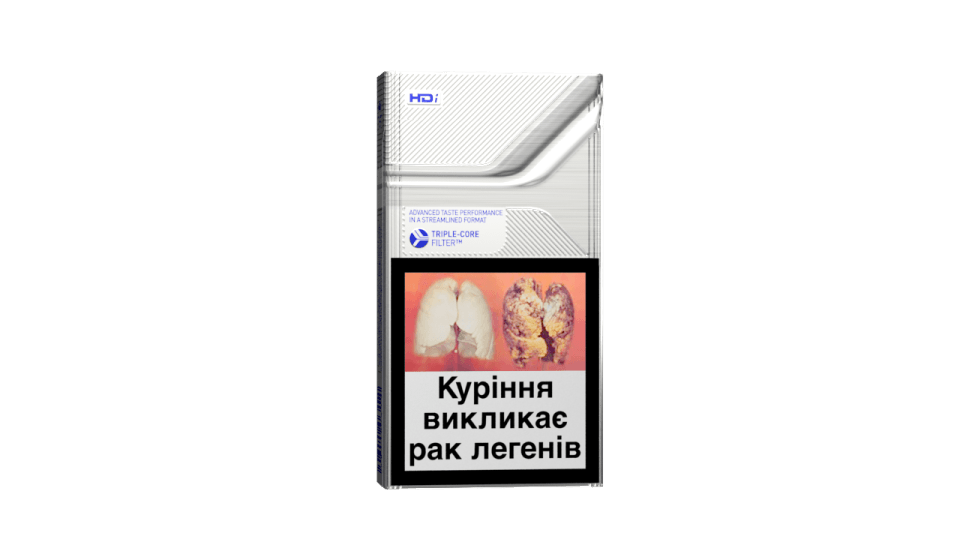 HDi
ADVANCED TASTE PERFORMANCE
IN A STREAMLINED FORMAT
TRIPLE-CORE
FILTER™
Куріння
викликає
рак легенів